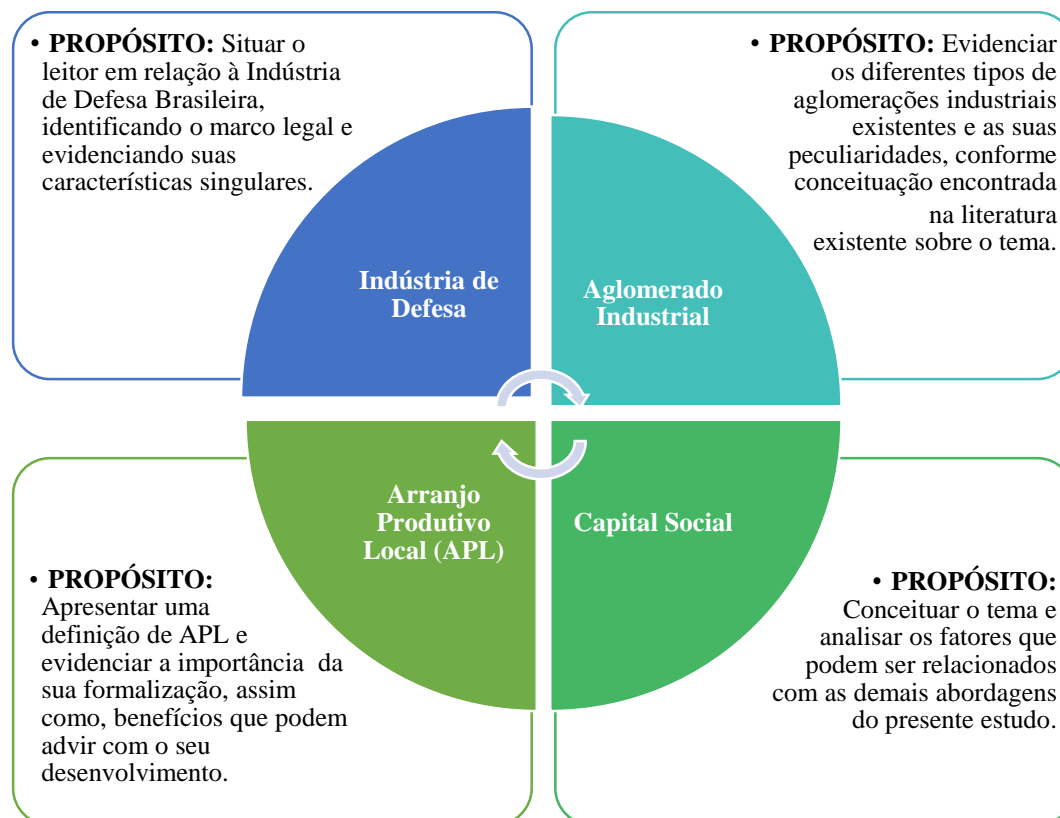 • PROPÓSITO: Situar o
leitor em relação à Indústria
de Defesa Brasileira,
identificando o marco legal e
evidenciando suas
características singulares.
• PROPÓSITO: Evidenciar
os diferentes tipos de
aglomerações industriais
existentes e as suas
peculiaridades, conforme
conceituação encontrada
na literatura
existente sobre o tema.
Indústria de
Defesa
Aglomerado
Industrial
Arranjo
Produtivo
Local (APL)
Capital Social
• PROPÓSITO:
Apresentar uma
definição de APL e
evidenciar a importância da
sua formalização, assim
como, benefícios que podem
advir com o seu
desenvolvimento.
• PROPÓSITO:
Conceituar o tema e
analisar os fatores que
podem ser relacionados
com as demais abordagens
do presente estudo.